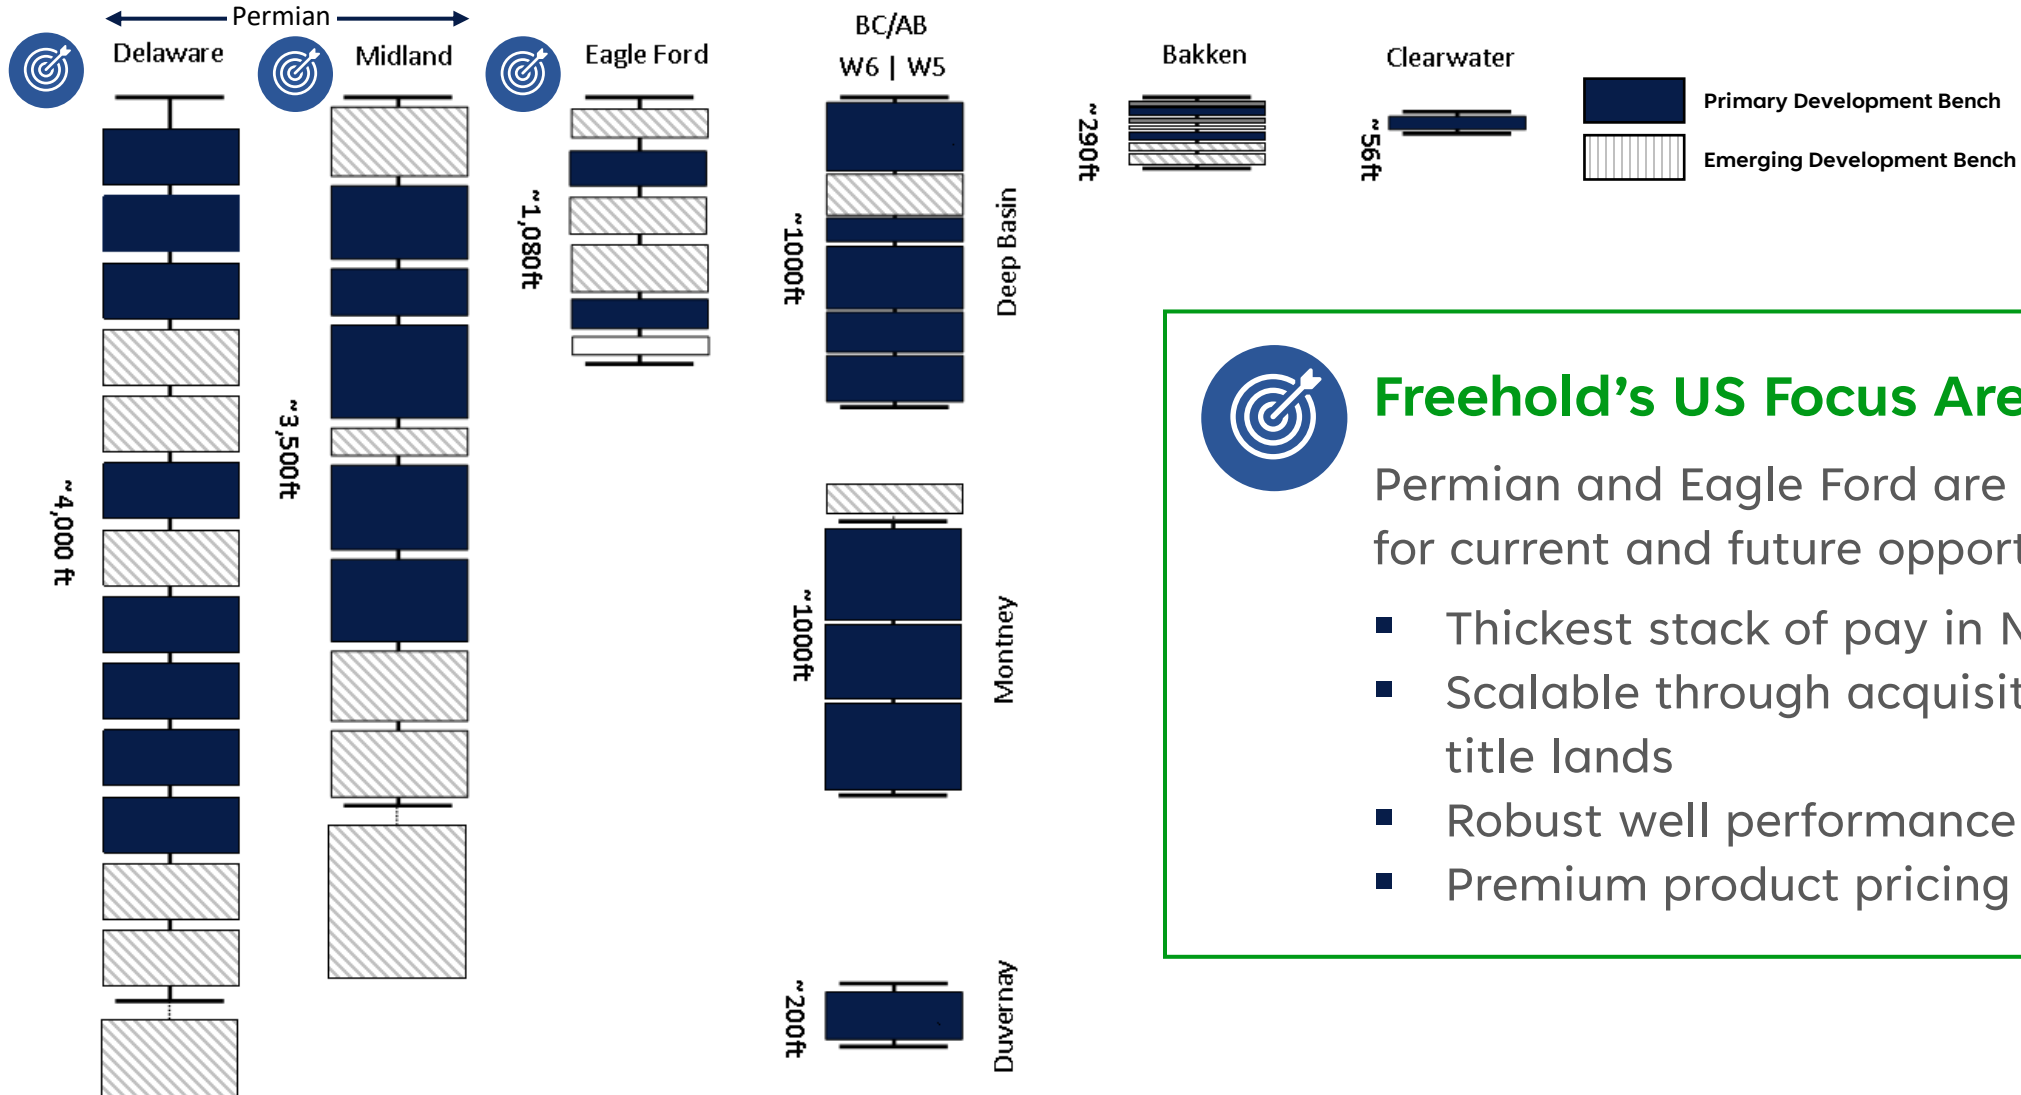 Permian
Delaware
Midland
Eagle Ford
BC/AB
W6 | W5
Bakken
Clearwater
Primary Development Bench
Emerging Development Bench
~4,000 ft
~3,500ft
~1,080ft
~1000ft
Deep Basin
~1000ft
Montney
~200ft
Duvernay
~290ft
~56ft
Freehold's US Focus Are
Permian and Eagle Ford are
for current and future opport
▪ Thickest stack of pay in N
▪ Scalable through acquisit
title lands
▪ Robust well performance
▪ Premium product pricing